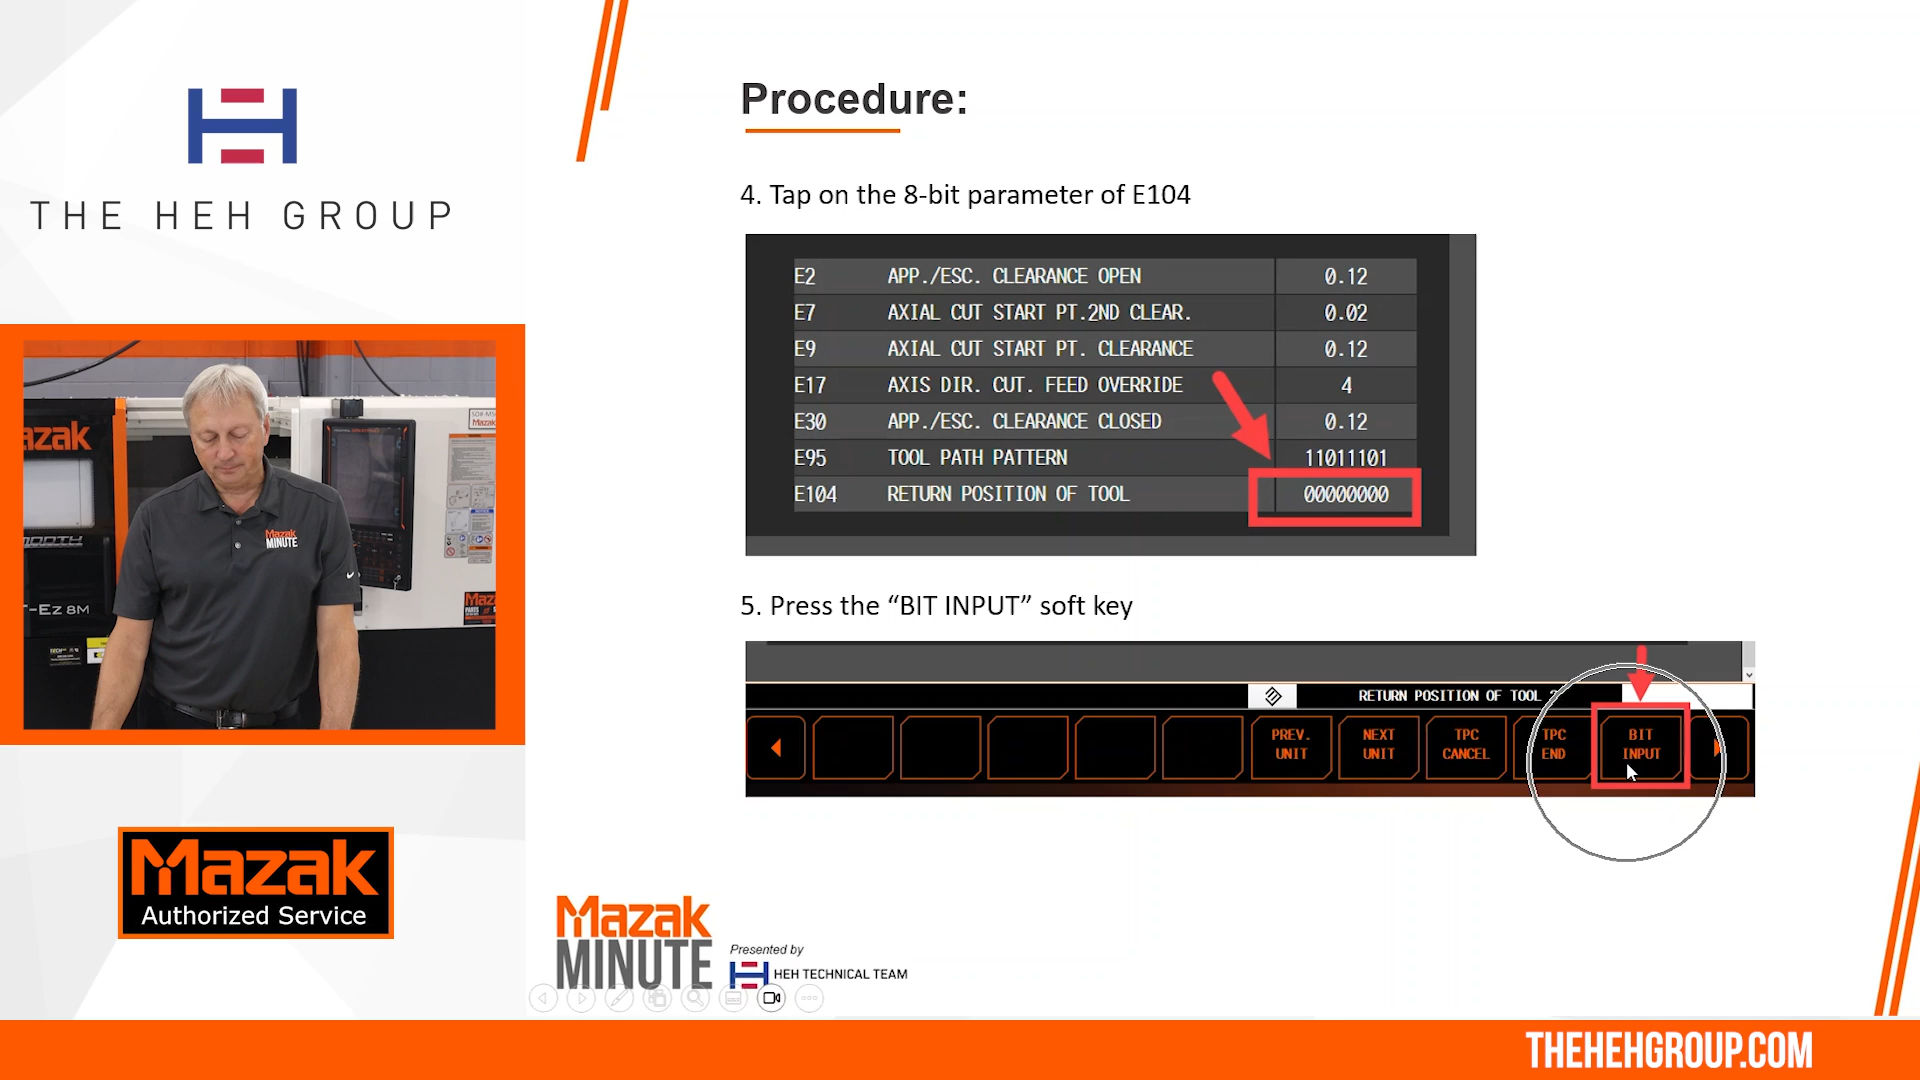 THE HEH GROUP
azak
Mazak
MINUTE
Mazak
Authorized Service
Procedure:
4. Tap on the 8-bit parameter of E104
E2 APP./ESC. CLEARANCE OPEN 0.12
E7 AXIAL CUT START PT.2ND CLEAR. 0.02
E9 AXIAL CUT START PT. CLEARANCE 0.12
E17 AXIS DIR. CUT. FEED OVERRIDE 4
E30 APP./ESC. CLEARANCE CLOSED 0.12
E95 TOOL PATH PATTERN 11011101
E104 RETURN POSITION OF TOOL 00000000
5. Press the “BIT INPUT” soft key
RETURN POSITION OF TOOL ?
PREV. UNIT
NEXT UNIT
TPC CANCEL
TPC END
BIT INPUT
Mazak
MINUTE
Presented by
HEH TECHNICAL TEAM
THEHEHGROUP.COM